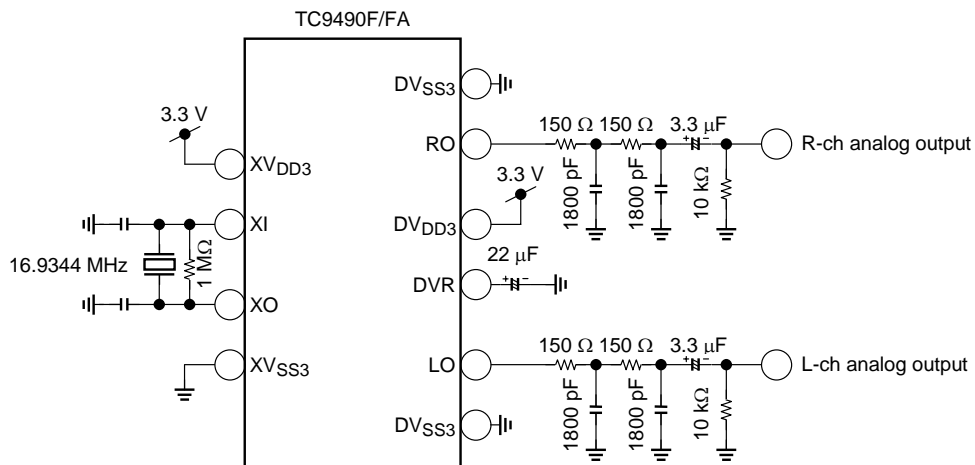 TC9490F/FA
DVSS3
3.3 V
XVDD3
RO
150 Ω 150 Ω 3.3 μF
R-ch analog output
1800 pF
1800 pF
10 kΩ
3.3 V
DVDD3
XI
16.9344 MHz
1 MΩ
XO
22 μF
DVR
XVSS3
LO
150 Ω 150 Ω 3.3 μF
L-ch analog output
1800 pF
1800 pF
10 kΩ
DVSS3